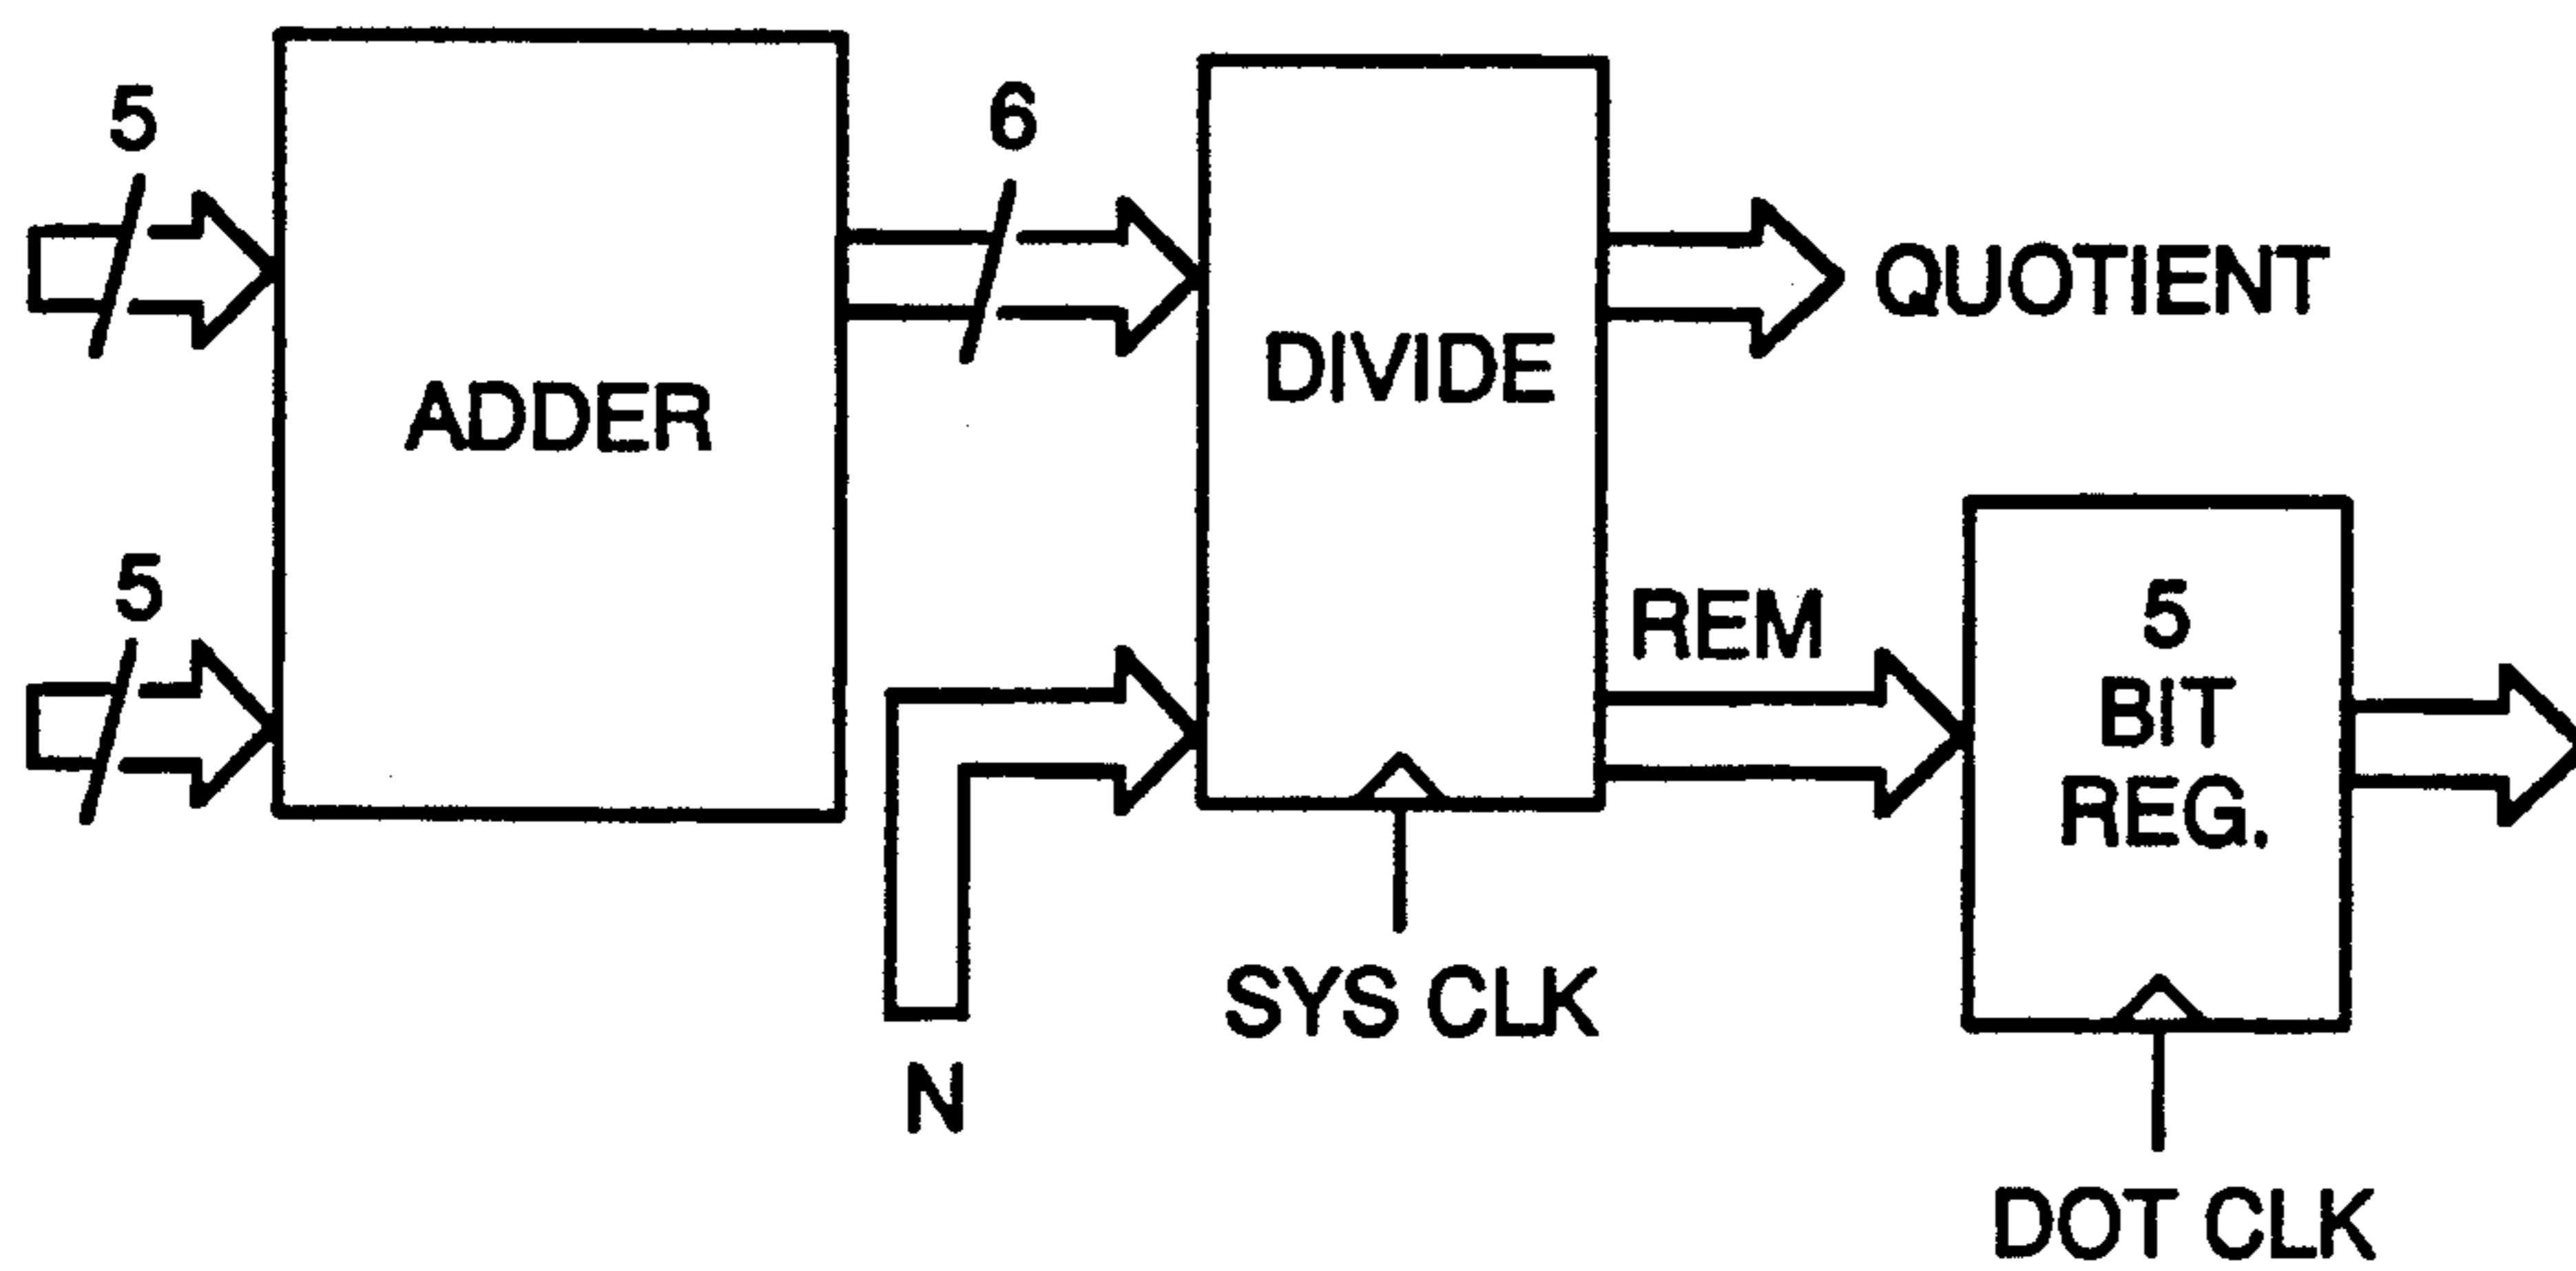 5
6
QUOTIENT
DIVIDE
ADDER
5
REM
5
BIT
REG.
SYS CLK
N
DOT CLK